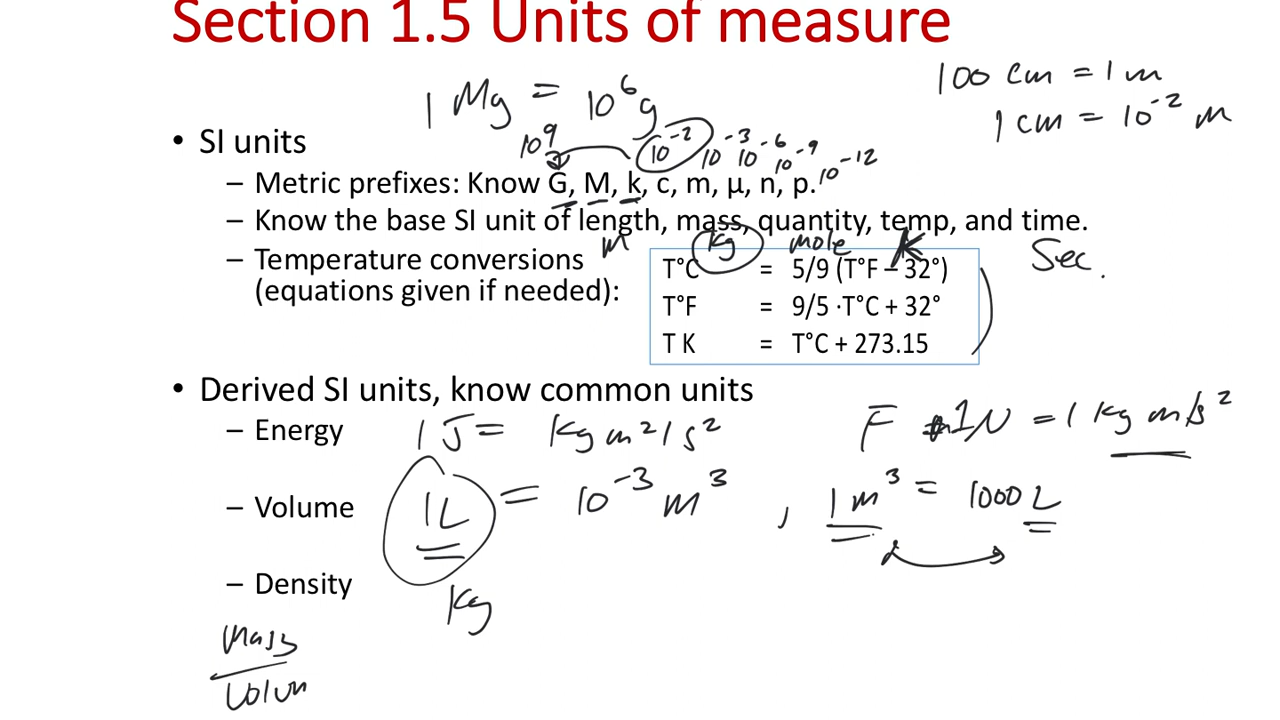 Section 1.5 Units of measure
100 cm = 1 m
1 Mg = 10^6 g
1 cm = 10^-2 m
• SI units
10^9 10^-2 10^-3 10^-6 10^-9 10^-12
– Metric prefixes: Know G, M, k, c, m, μ, n, p.
– Know the base SI unit of length, mass, quantity, temp, and time.
m kg mole K Sec.
– Temperature conversions
(equations given if needed):
T°C = 5/9 (T°F – 32°)
T°F = 9/5 ·T°C + 32°
T K = T°C + 273.15
• Derived SI units, know common units
– Energy 1 J = kg m^2/s^2 F 1N = 1 kg m/s^2
– Volume 1L = 10^-3 m^3 , 1 m^3 = 1000 L
– Density
kg
mass
volum